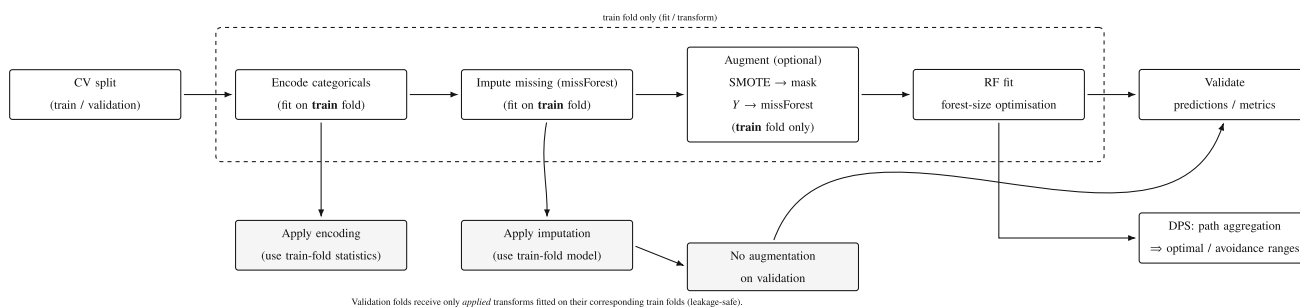 train fold only (fit / transform)
CV split
(train / validation)
Encode categoricals
(fit on train fold)
Impute missing (missForest)
(fit on train fold)
Augment (optional)
SMOTE → mask
Y → missForest
(train fold only)
RF fit
forest-size optimisation
Validate
predictions / metrics
Apply encoding
(use train-fold statistics)
Apply imputation
(use train-fold model)
No augmentation
on validation
DPS: path aggregation
⟹ optimal / avoidance ranges
Validation folds receive only applied transforms fitted on their corresponding train folds (leakage-safe).